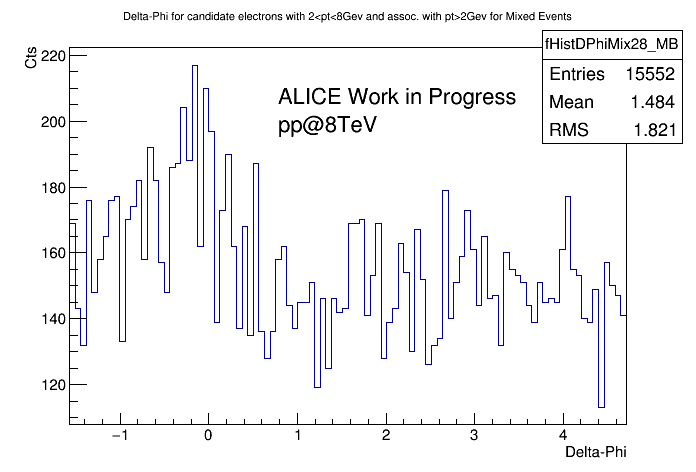 Delta-Phi for candidate electrons with 2<pt<8Gev and assoc. with pt>2Gev for Mixed Events
Cts
fHistDPhiMix28_MB
Entries 15552
Mean 1.484
RMS 1.821
ALICE Work in Progress
pp@8TeV
220
200
180
160
140
120
−1 0 1 2 3 4
Delta-Phi